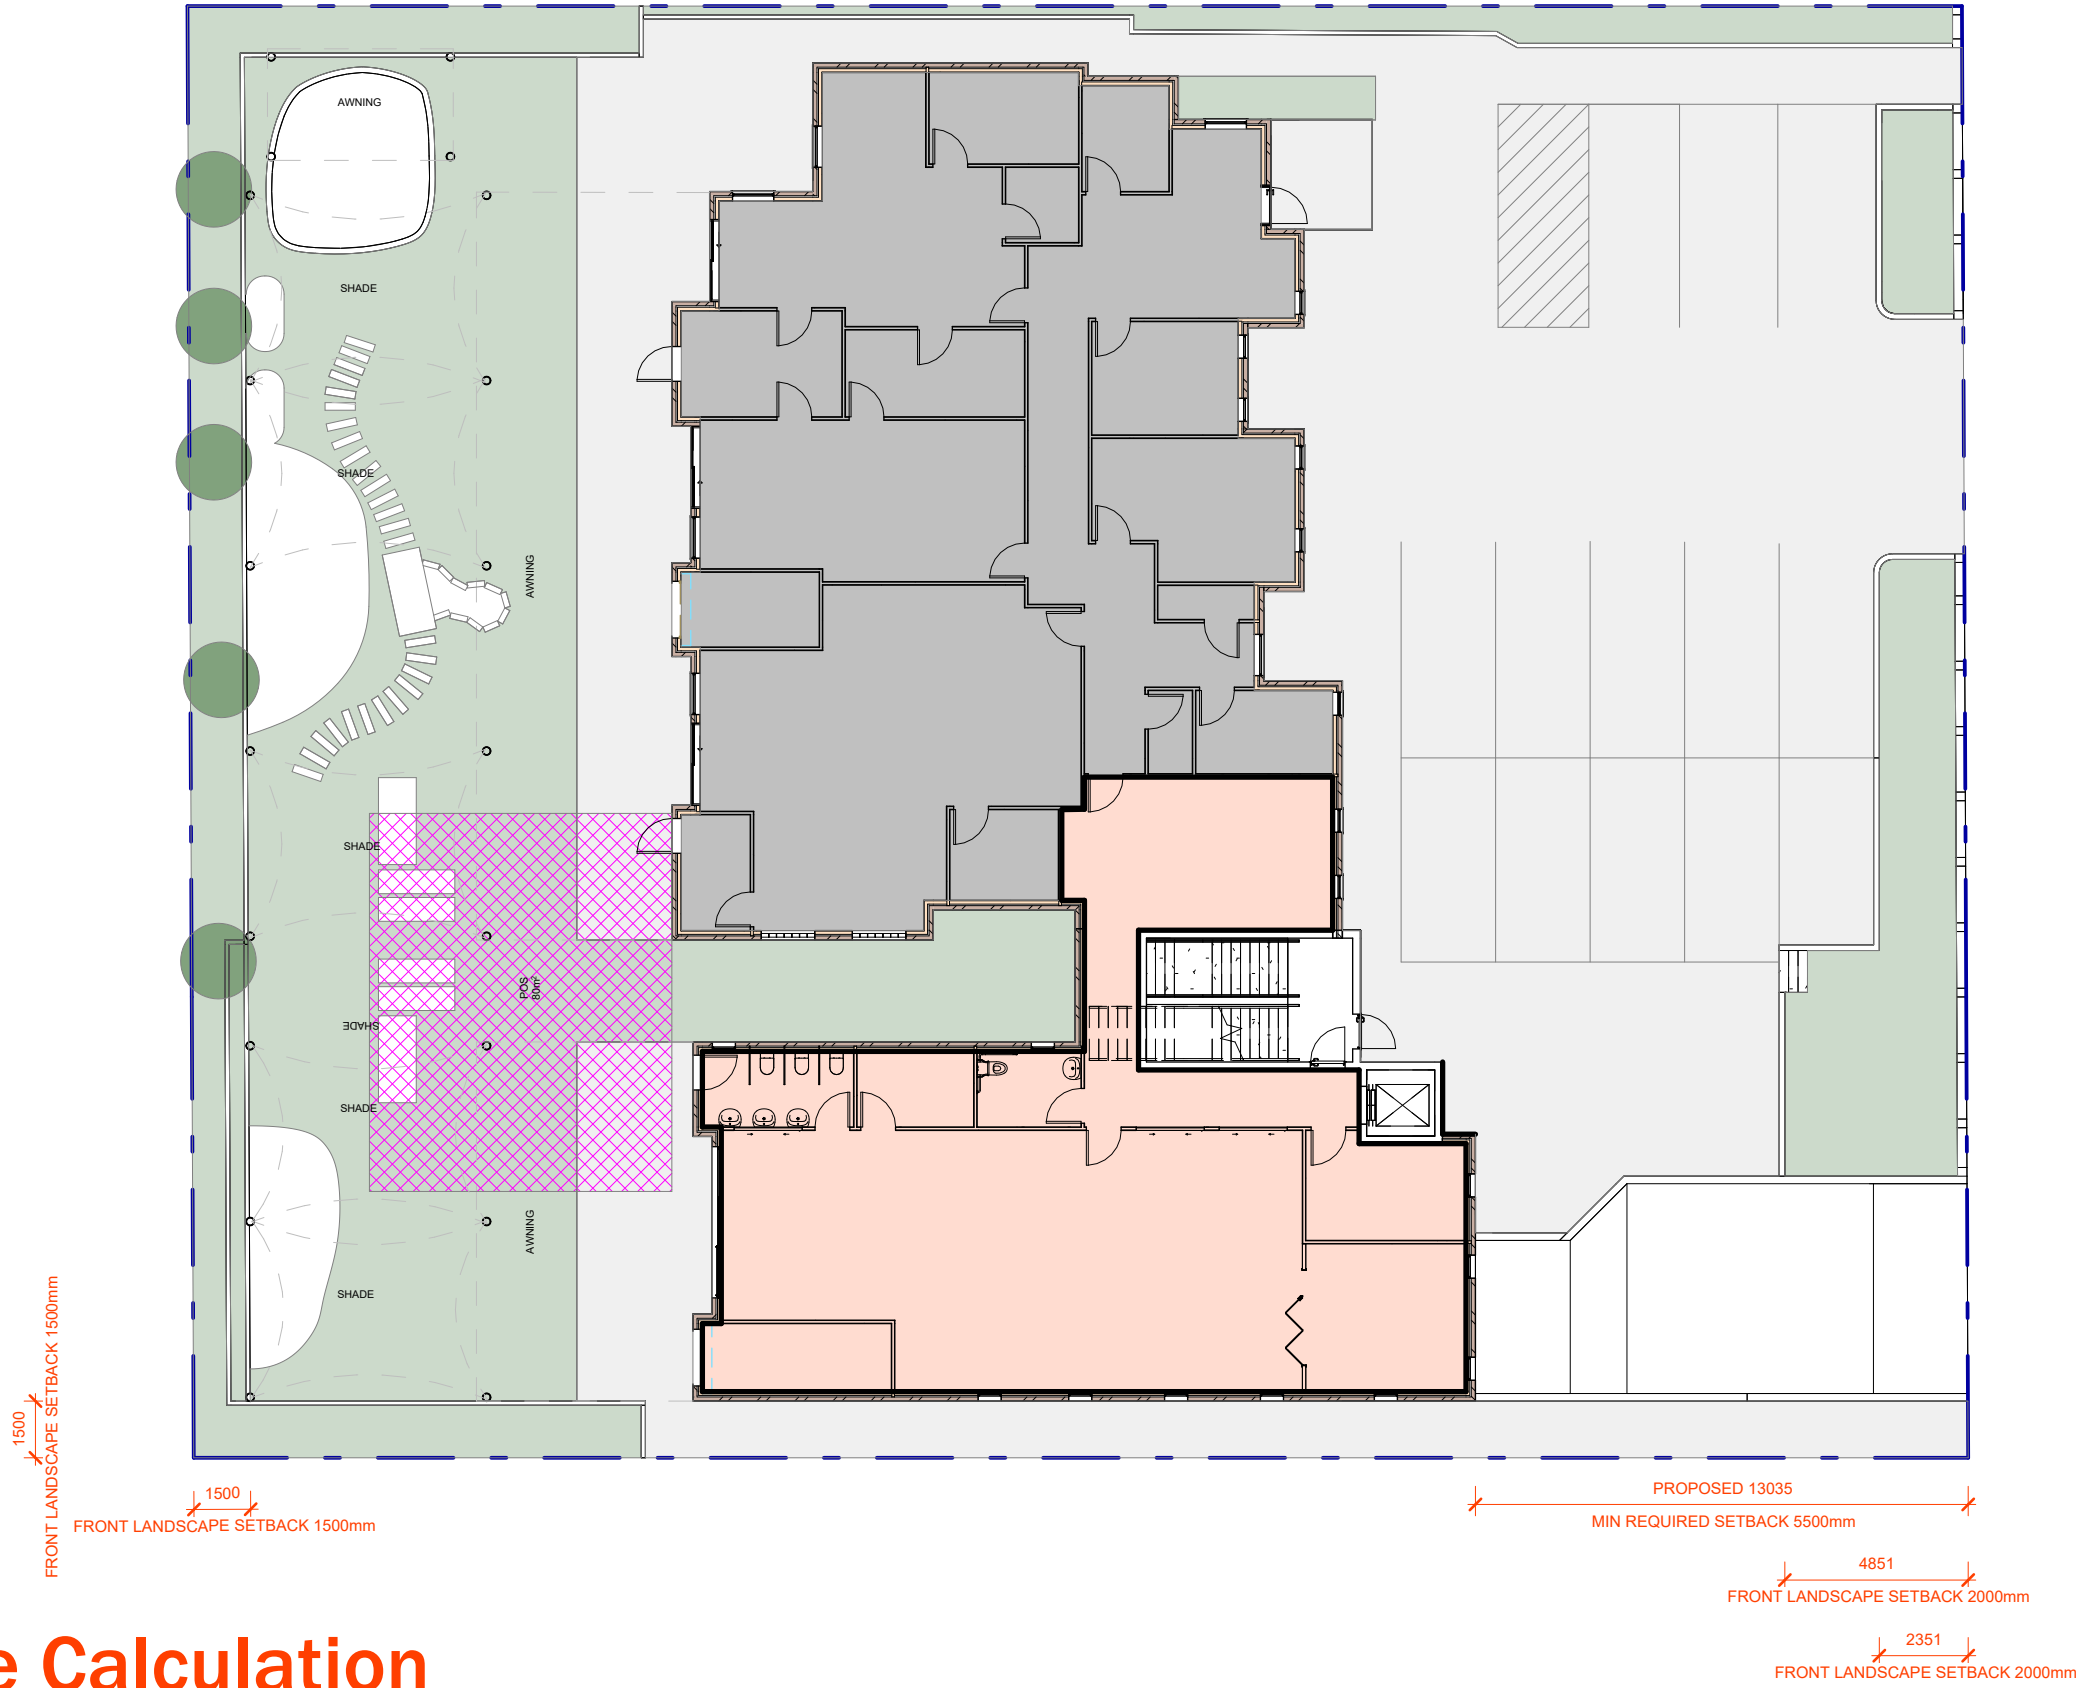 AWNING
SHADE
SHADE
AWNING
SHADE
POS
80m²
SHADE
SHADE
AWNING
SHADE
1500
FRONT LANDSCAPE SETBACK 1500mm
1500
FRONT LANDSCAPE SETBACK 1500mm
PROPOSED 13035
MIN REQUIRED SETBACK 5500mm
4851
FRONT LANDSCAPE SETBACK 2000mm
2351
FRONT LANDSCAPE SETBACK 2000mm
e Calculation